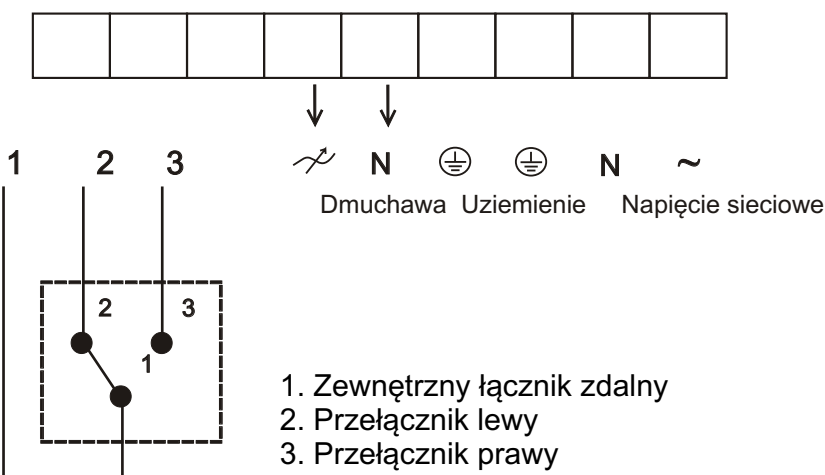 1 2 3 N N ~
Dmuchawa Uziemienie Napięcie sieciowe
2 3
1
1. Zewnętrzny łącznik zdalny
2. Przełącznik lewy
3. Przełącznik prawy